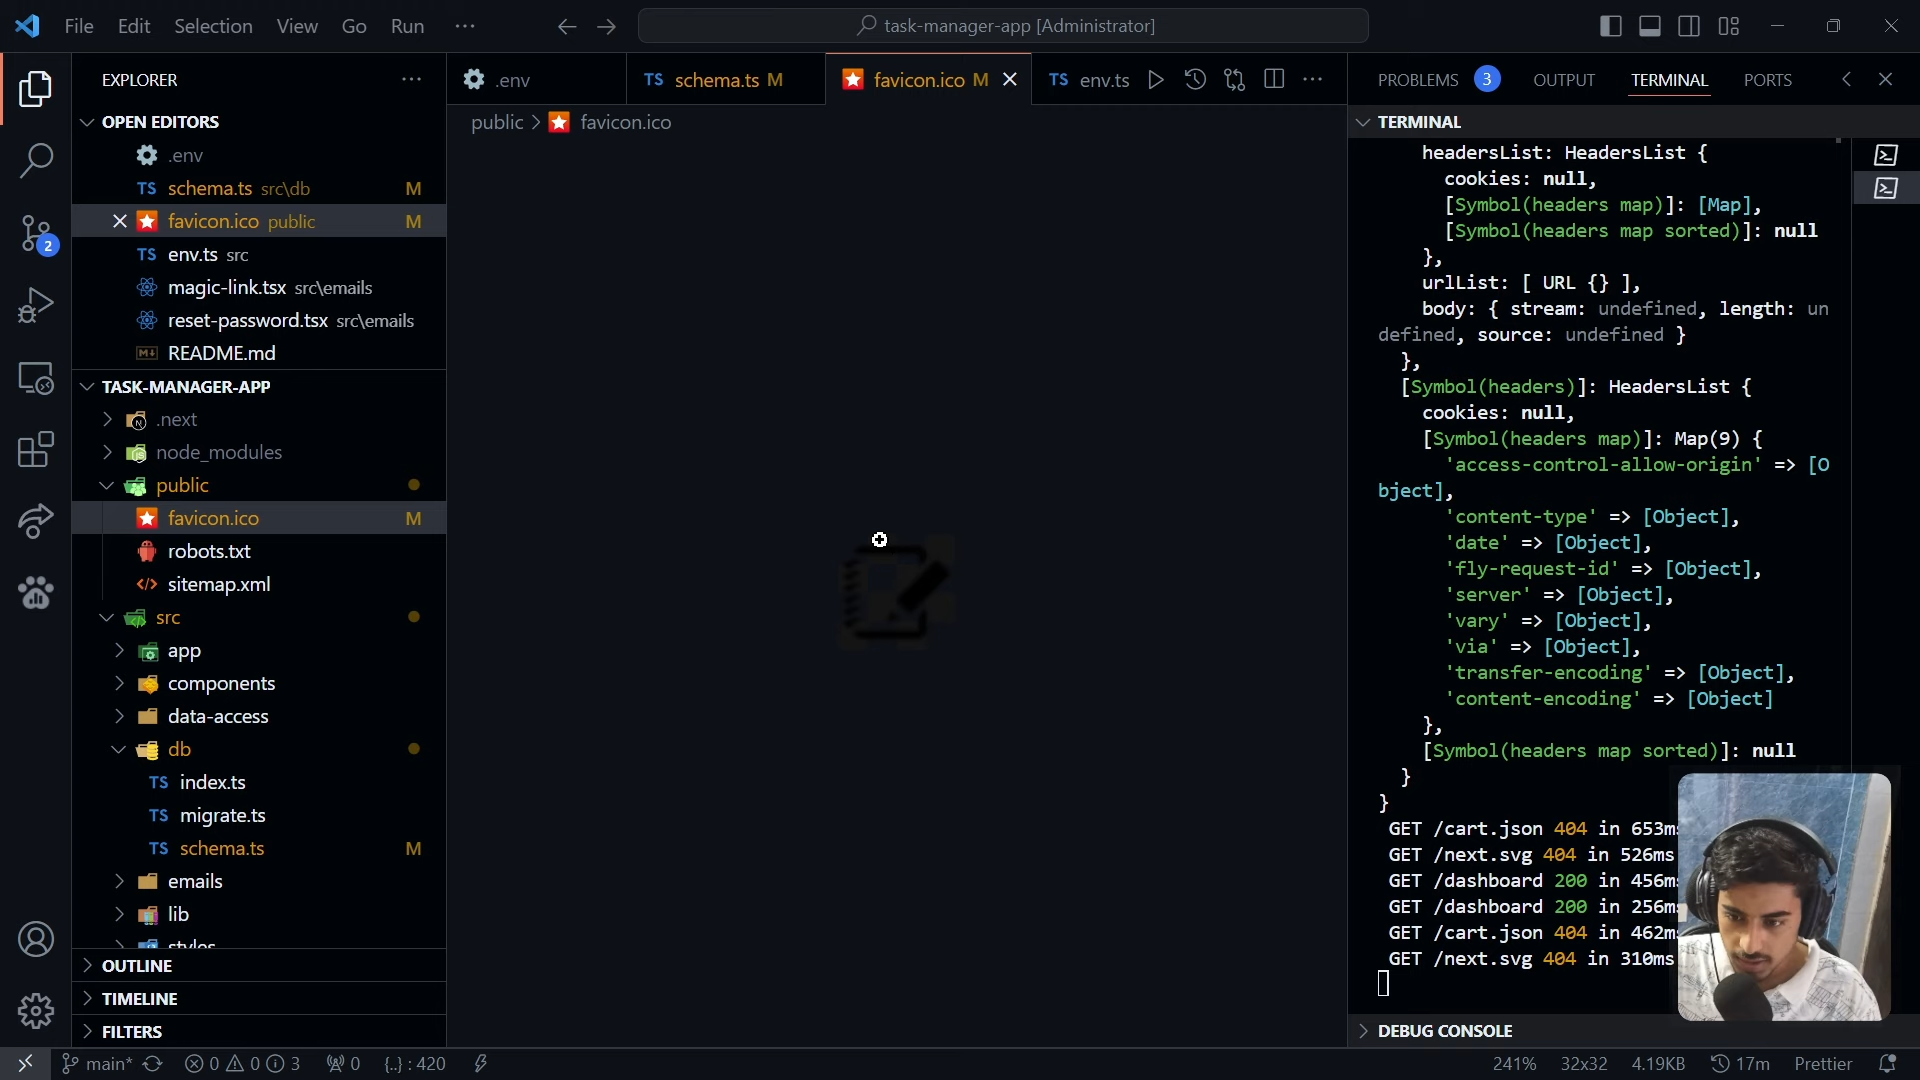 File Edit Selection View Go Run ···
task-manager-app [Administrator]
EXPLORER
OPEN EDITORS
.env
TS schema.ts src\db M
favicon.ico public M
TS env.ts src
magic-link.tsx src\emails
reset-password.tsx src\emails
README.md
TASK-MANAGER-APP
.next
node_modules
public
favicon.ico M
robots.txt
sitemap.xml
src
app
components
data-access
db
TS index.ts
TS migrate.ts
TS schema.ts M
emails
lib
styles
OUTLINE
TIMELINE
FILTERS
2
.env
TS schema.ts M
favicon.ico M
TS env.ts
public > favicon.ico
PROBLEMS 3 OUTPUT TERMINAL PORTS
TERMINAL
headersList: HeadersList {
cookies: null,
[Symbol(headers map)]: [Map],
[Symbol(headers map sorted)]: null
},
urlList: [ URL {} ],
body: { stream: undefined, length: un
defined, source: undefined }
},
[Symbol(headers)]: HeadersList {
cookies: null,
[Symbol(headers map)]: Map(9) {
'access-control-allow-origin' => [O
bject],
'content-type' => [Object],
'date' => [Object],
'fly-request-id' => [Object],
'server' => [Object],
'vary' => [Object],
'via' => [Object],
'transfer-encoding' => [Object],
'content-encoding' => [Object]
},
[Symbol(headers map sorted)]: null
}
}
GET /cart.json 404 in 653ms
GET /next.svg 404 in 526ms
GET /dashboard 200 in 456ms
GET /dashboard 200 in 256ms
GET /cart.json 404 in 462ms
GET /next.svg 404 in 310ms
DEBUG CONSOLE
main* 0 0 3 0 {..} : 420
241% 32x32 4.19KB 17m Prettier